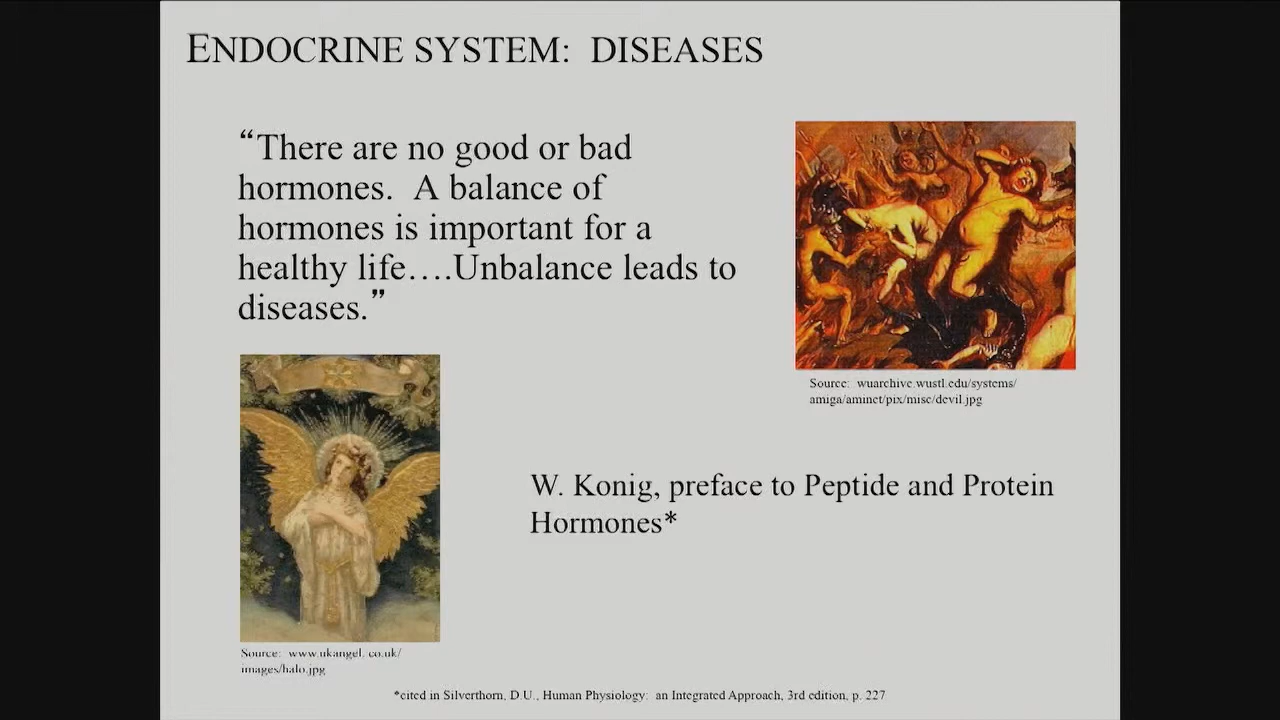 ENDOCRINE SYSTEM:  DISEASES
“There are no good or bad
hormones.  A balance of
hormones is important for a
healthy life….Unbalance leads to
diseases.”
Source:  wuarchive.wustl.edu/systems/
amiga/aminet/pix/misc/devil.jpg
W. Konig, preface to Peptide and Protein
Hormones*
Source:  www.ukangel. co.uk/
images/halo.jpg
*cited in Silverthorn, D.U., Human Physiology:  an Integrated Approach, 3rd edition, p. 227